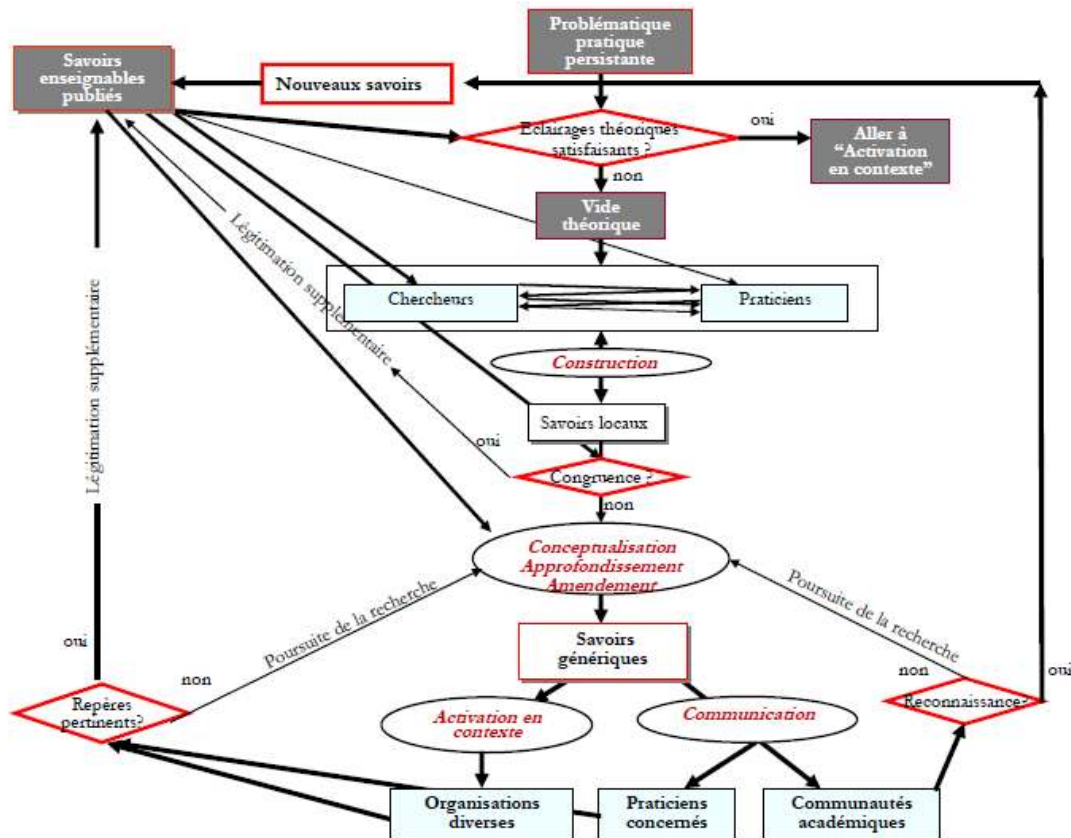 Problématique
pratique
persistante
Savoirs
enseignables
publiés
Nouveaux savoirs
Eclairages théoriques
satisfaisants ?
oui
Aller à
“Activation
en contexte”
non
Vide
théorique
Légitimation supplémentaire
Légitimation supplémentaire
Chercheurs
Praticiens
Construction
Savoirs locaux
oui
Congruence ?
non
Conceptualisation
Approfondissement
Amendement
Poursuite de la recherche
Poursuite de la recherche
oui
non
Savoirs
génériques
non
oui
Repères
pertinents?
Activation en
contexte
Communication
Reconnaissance?
Organisations
diverses
Praticiens
concernés
Communautés
académiques